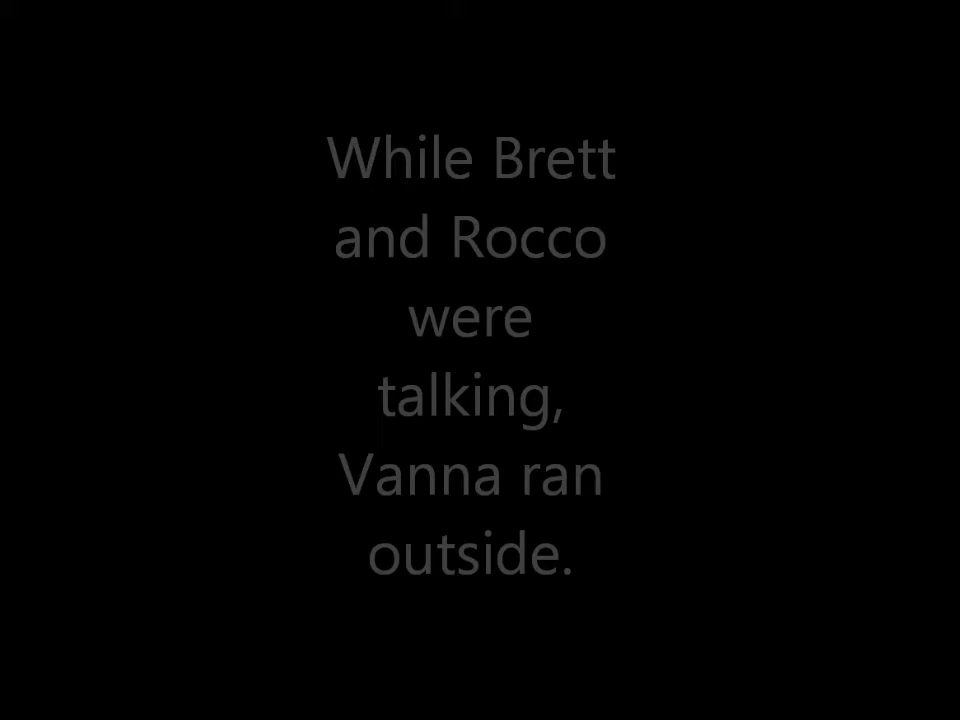 While Brett
and Rocco
were
talking,
Vanna ran
outside.